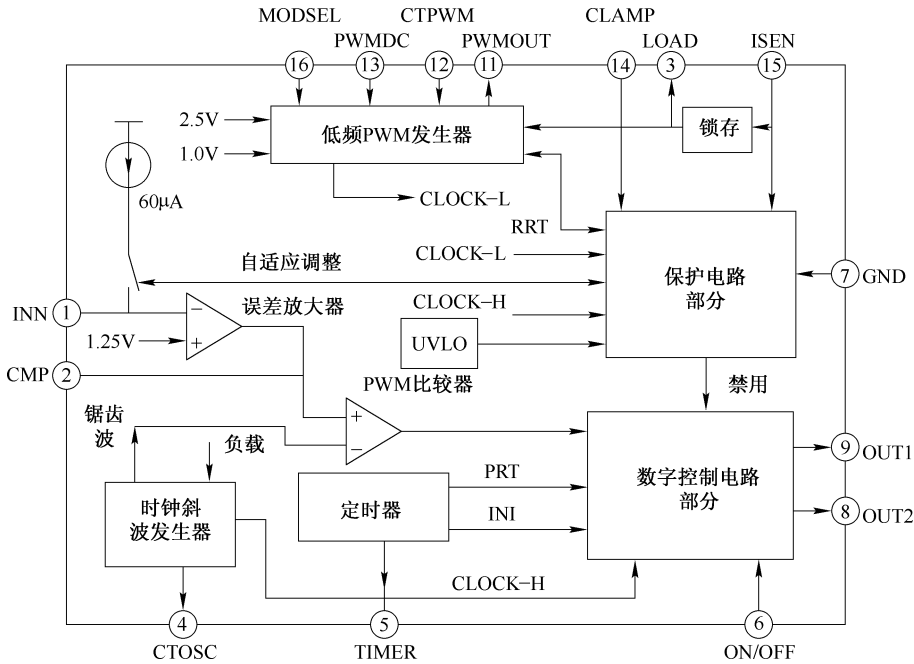 MODSEL CTPWM CLAMP
PWMDC PWMOUT LOAD ISEN
16 13 12 11 14 3 15
2.5V
低频PWM发生器
锁存
1.0V
60μA
CLOCK-L
RRT
CLOCK-L
保护电路
部分
自适应调整
7 GND
CLOCK-H
误差放大器
INN 1
-
+
1.25V
UVLO
CMP 2
PWM比较器
禁用
锯齿
波
负载
+
-
9 OUT1
PRT
数字控制电路
部分
时钟斜
波发生器
定时器
INI
8 OUT2
CLOCK-H
4 5 6
CTOSC TIMER ON/OFF